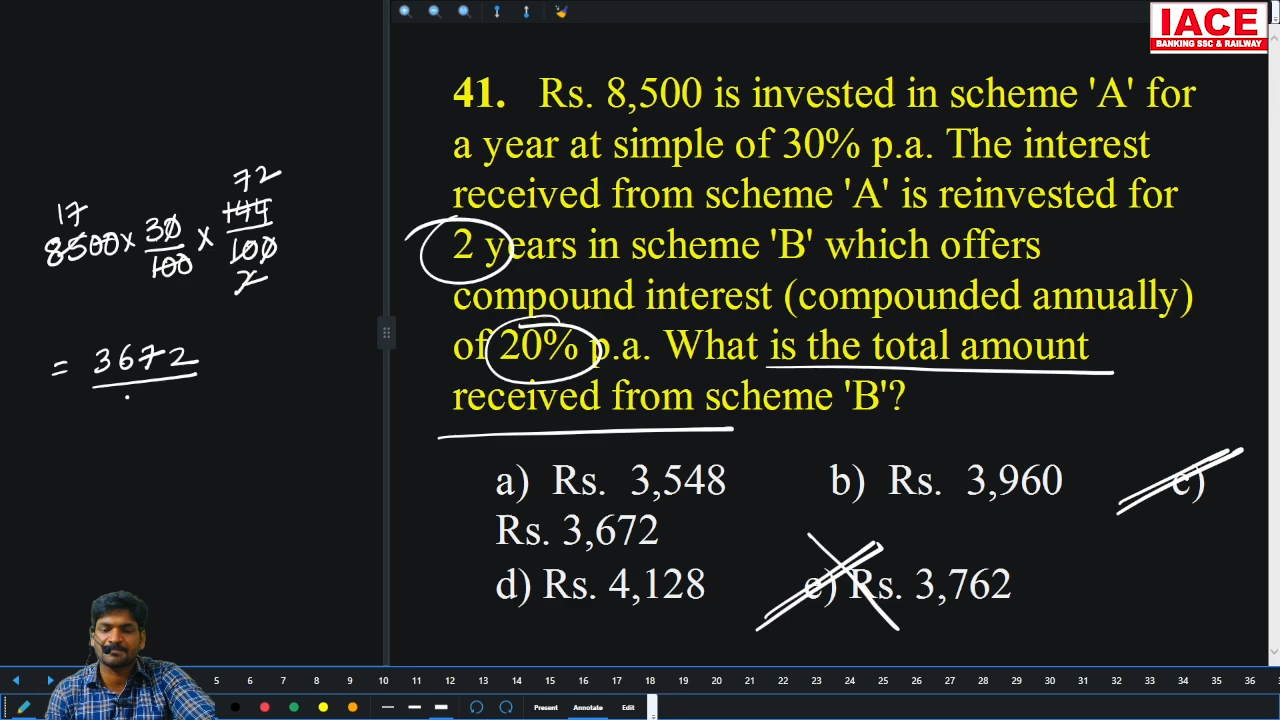 IACE
BANKING SSC & RAILWAY
41. Rs. 8,500 is invested in scheme 'A' for
a year at simple of 30% p.a. The interest
received from scheme 'A' is reinvested for
2 years in scheme 'B' which offers
compound interest (compounded annually)
of 20% p.a. What is the total amount
received from scheme 'B'?
a) Rs. 3,548 b) Rs. 3,960 c)
Rs. 3,672
d) Rs. 4,128 e) Rs. 3,762
17 72
8500 × 30/100 × 144/100
2
= 3672
5 6 7 8 9 10 11 12 13 14 15 16 17 18 19 20 21 22 23 24 25 26 27 28 29 30 31 32 33 34 35 36
Present Annotate Edit